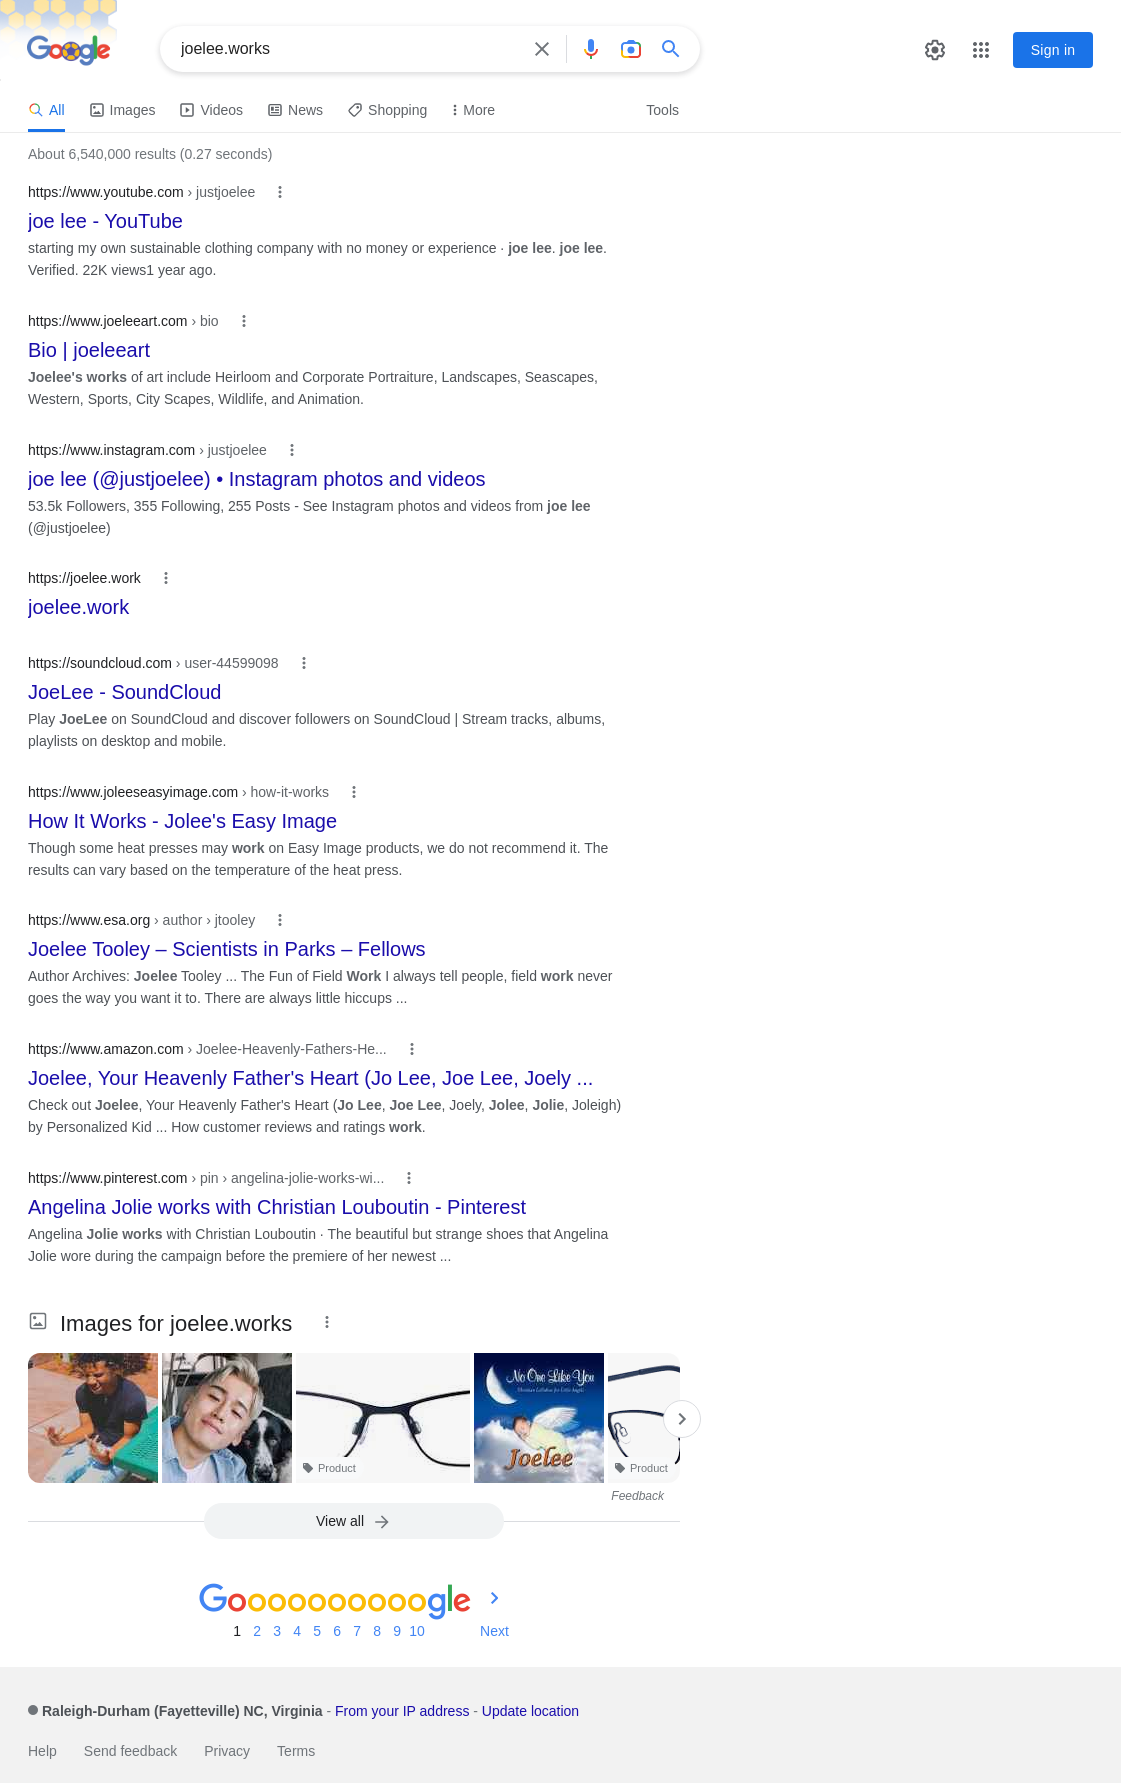 Google
joelee.works
Sign in
All Images Videos News Shopping More Tools
About 6,540,000 results (0.27 seconds)
https://www.youtube.com › justjoelee
joe lee - YouTube
starting my own sustainable clothing company with no money or experience · joe lee. joe lee.
Verified. 22K views1 year ago.
https://www.joeleeart.com › bio
Bio | joeleeart
Joelee's works of art include Heirloom and Corporate Portraiture, Landscapes, Seascapes,
Western, Sports, City Scapes, Wildlife, and Animation.
https://www.instagram.com › justjoelee
joe lee (@justjoelee) • Instagram photos and videos
53.5k Followers, 355 Following, 255 Posts - See Instagram photos and videos from joe lee
(@justjoelee)
https://joelee.work
joelee.work
https://soundcloud.com › user-44599098
JoeLee - SoundCloud
Play JoeLee on SoundCloud and discover followers on SoundCloud | Stream tracks, albums,
playlists on desktop and mobile.
https://www.joleeseasyimage.com › how-it-works
How It Works - Jolee's Easy Image
Though some heat presses may work on Easy Image products, we do not recommend it. The
results can vary based on the temperature of the heat press.
https://www.esa.org › author › jtooley
Joelee Tooley – Scientists in Parks – Fellows
Author Archives: Joelee Tooley ... The Fun of Field Work I always tell people, field work never
goes the way you want it to. There are always little hiccups ...
https://www.amazon.com › Joelee-Heavenly-Fathers-He...
Joelee, Your Heavenly Father's Heart (Jo Lee, Joe Lee, Joely ...
Check out Joelee, Your Heavenly Father's Heart (Jo Lee, Joe Lee, Joely, Jolee, Jolie, Joleigh)
by Personalized Kid ... How customer reviews and ratings work.
https://www.pinterest.com › pin › angelina-jolie-works-wi...
Angelina Jolie works with Christian Louboutin - Pinterest
Angelina Jolie works with Christian Louboutin · The beautiful but strange shoes that Angelina
Jolie wore during the campaign before the premiere of her newest ...
Images for joelee.works
No One Like You
Christian Lullabies for little Angels
Joelee
Product
Product
Feedback
View all
Goooooooooogle
1 2 3 4 5 6 7 8 9 10 Next
Raleigh-Durham (Fayetteville) NC, Virginia - From your IP address - Update location
Help Send feedback Privacy Terms